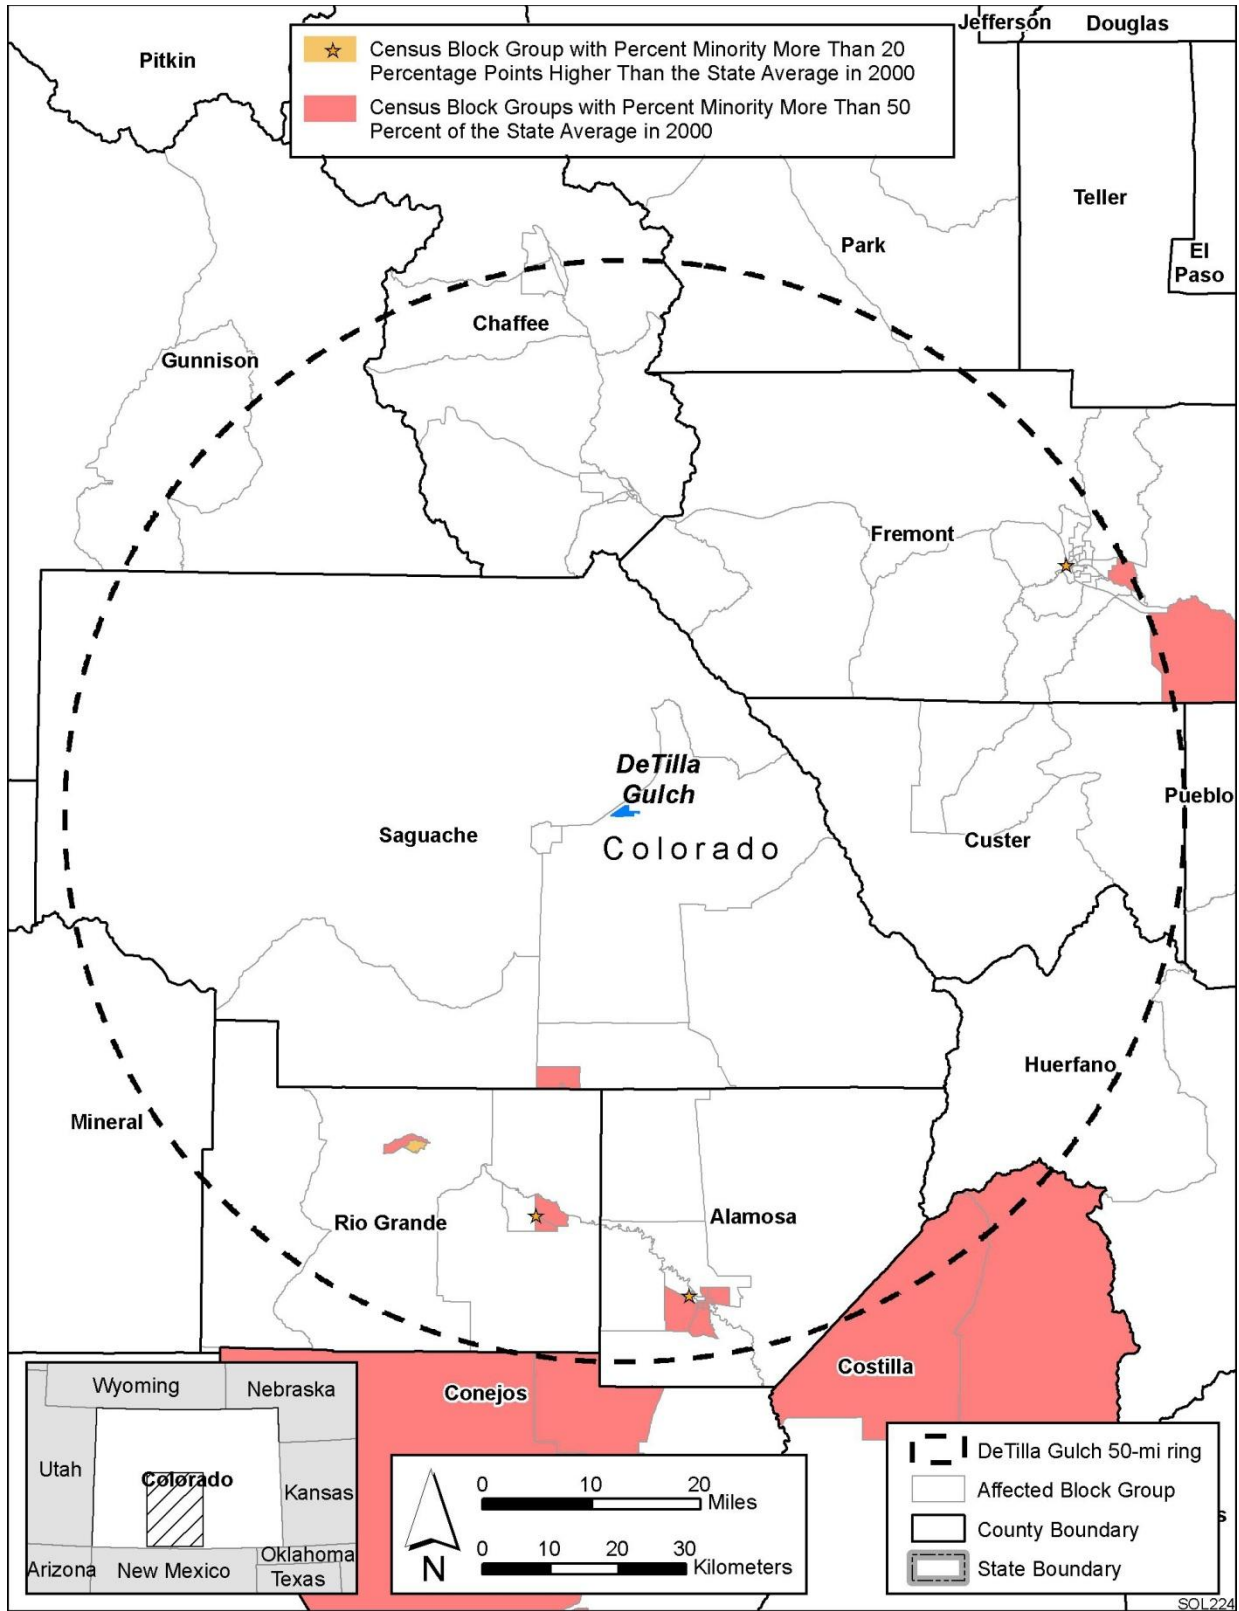 Jefferson
Douglas
Pitkin
Census Block Group with Percent Minority More Than 20
Percentage Points Higher Than the State Average in 2000
Census Block Groups with Percent Minority More Than 50
Percent of the State Average in 2000
Teller
Park
El
Paso
Chaffee
Gunnison
Fremont
DeTilla
Gulch
Pueblo
Saguache
Colorado
Custer
Huerfano
Mineral
Rio Grande
Alamosa
Costilla
Conejos
Wyoming
Nebraska
Utah
Colorado
Kansas
Oklahoma
Arizona
New Mexico
Texas
0 10 20
Miles
0 10 20 30
Kilometers
N
DeTilla Gulch 50-mi ring
Affected Block Group
County Boundary
s
State Boundary
SOL224